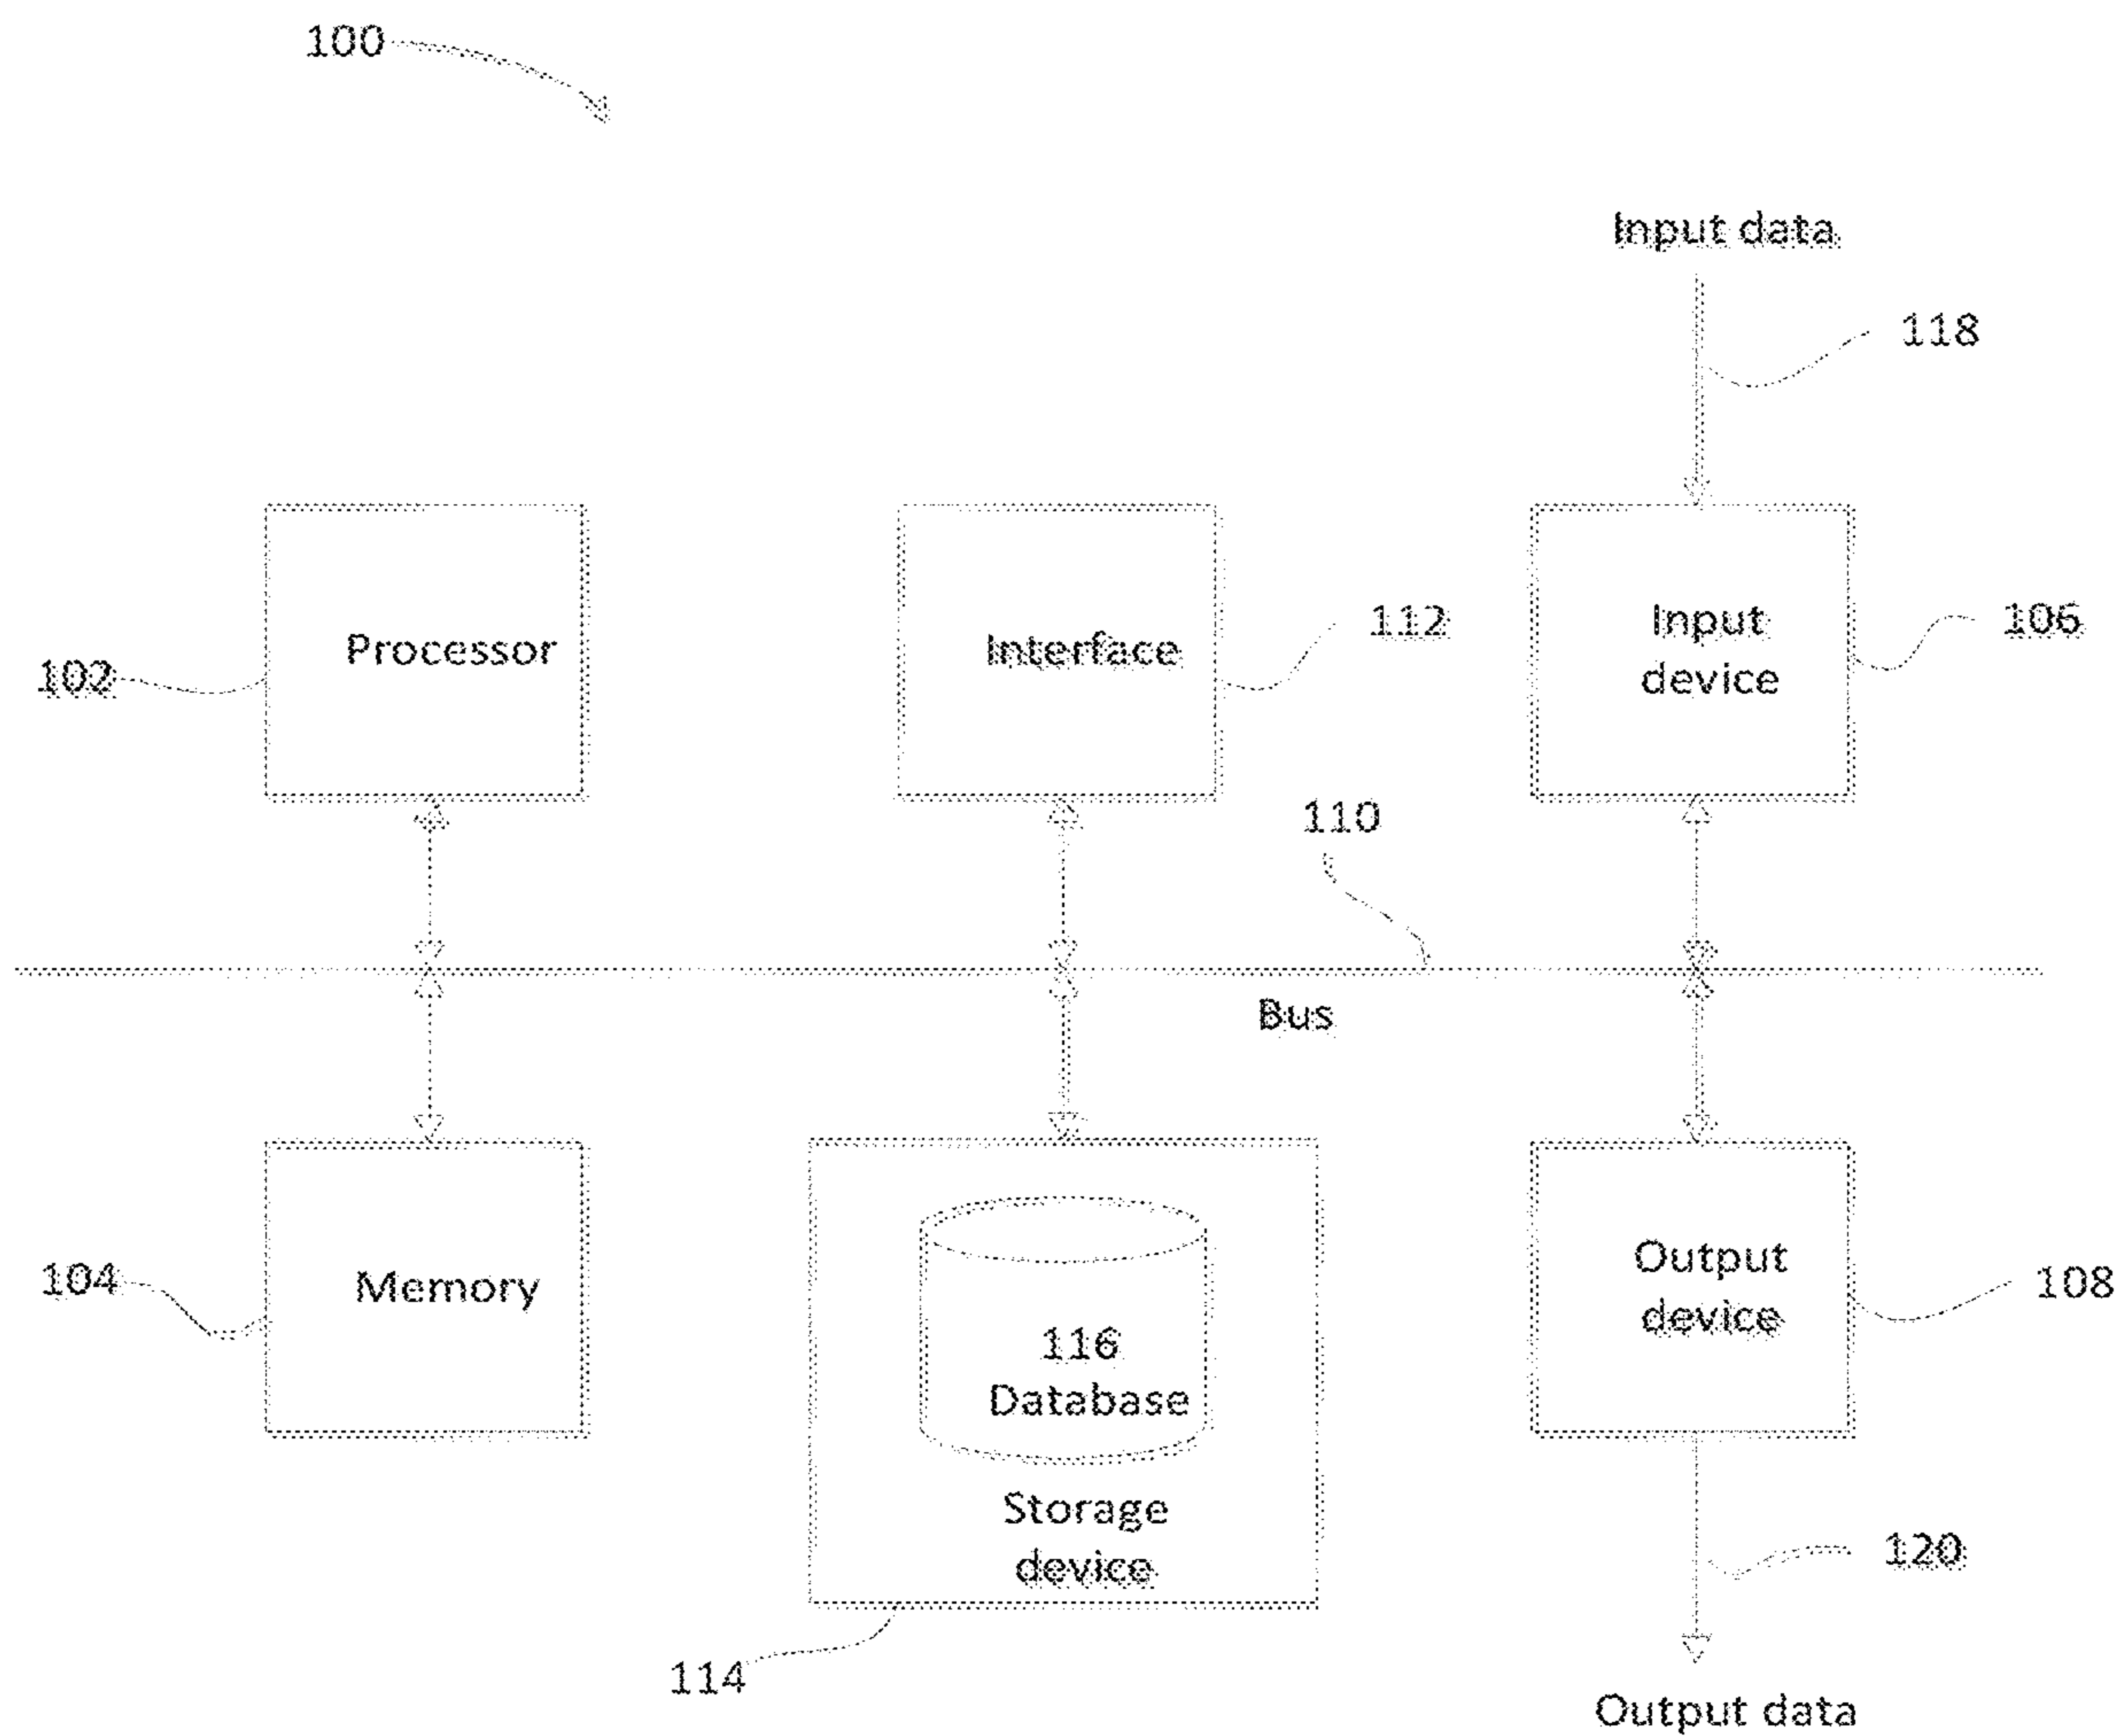 100
Input data
118
Processor
Interface
Input
device
102
112
106
110
Bus
Memory
104
116
Database
Storage
device
Output
device
108
120
114
Output data